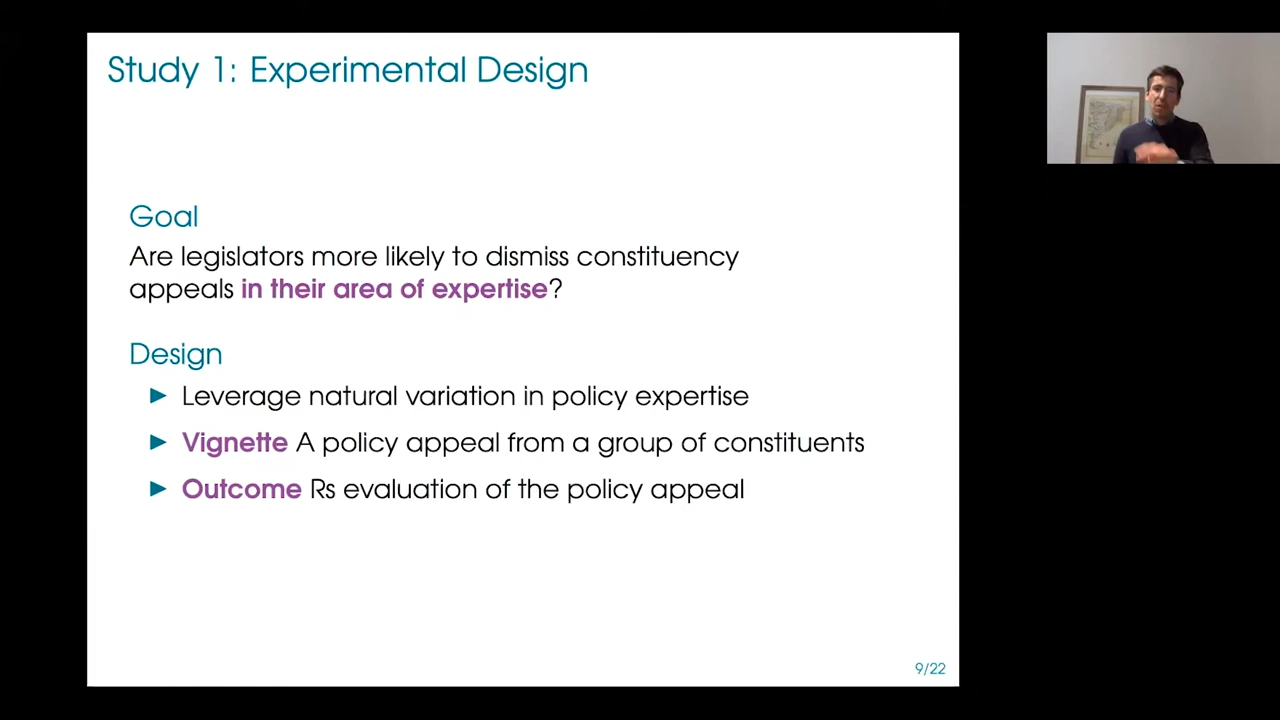 Study 1: Experimental Design
Goal
Are legislators more likely to dismiss constituency
appeals in their area of expertise?
Design
► Leverage natural variation in policy expertise
► Vignette A policy appeal from a group of constituents
► Outcome Rs evaluation of the policy appeal
9/22